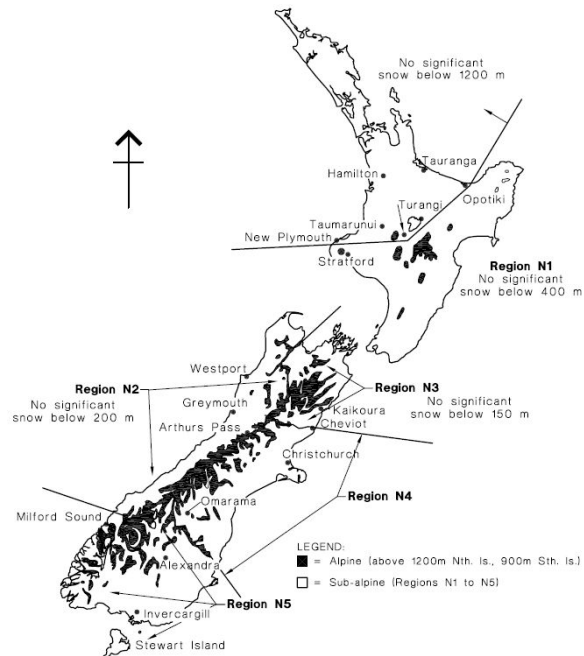 No significant
snow below 1200 m
Tauranga
Hamilton
Opotiki
Turangi
Taumarunui
New Plymouth
Stratford
Region N1
No significant
snow below 400 m
Westport
Region N2
No significant
snow below 200 m
Greymouth
Arthurs Pass
Region N3
No significant
snow below 150 m
Kaikoura
Cheviot
Christchurch
Region N4
Omarama
Milford Sound
Alexandra
LEGEND:
= Alpine (above 1200m Nth. Is., 900m Sth. Is.)
= Sub-alpine (Regions N1 to N5)
Region N5
Invercargill
Stewart Island